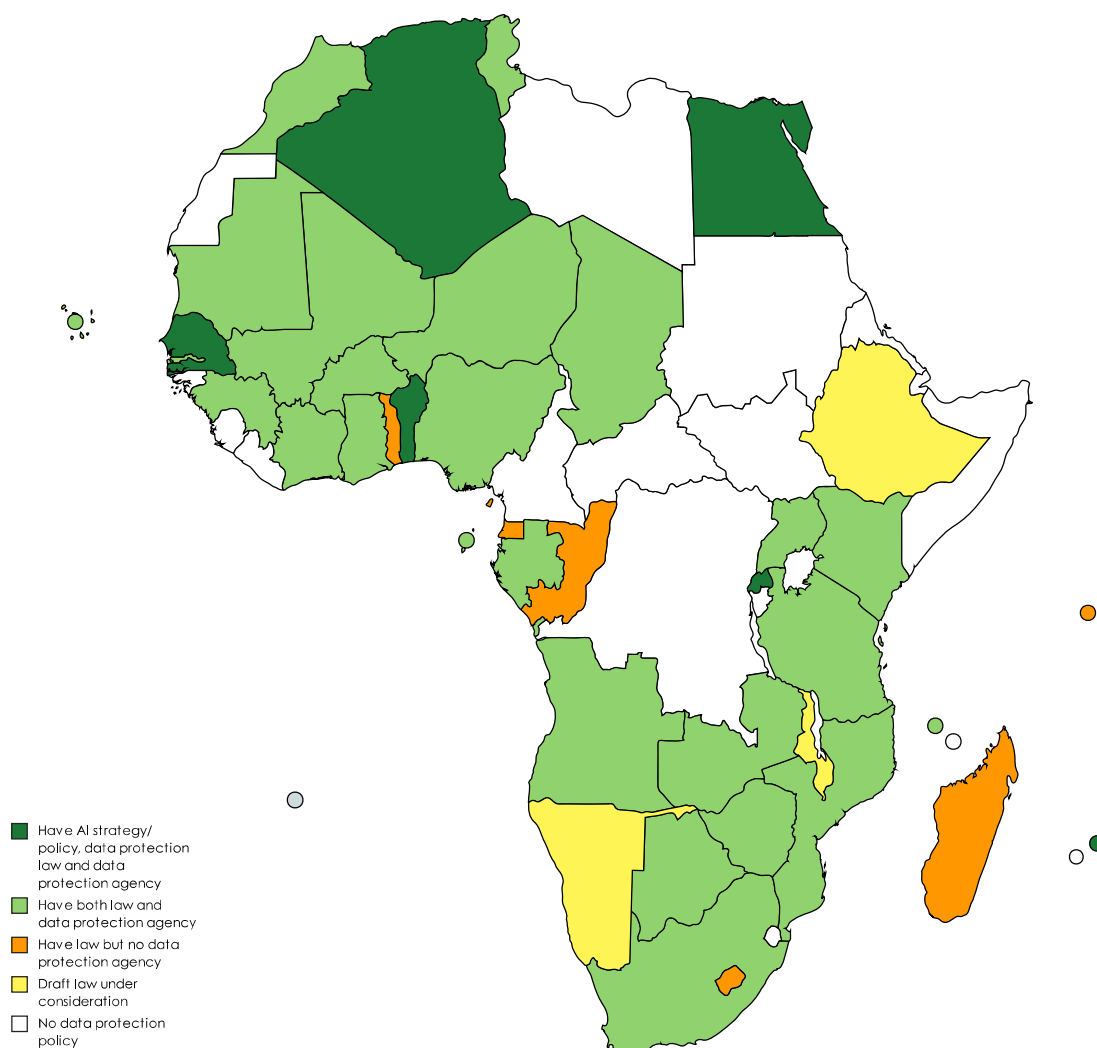 Have AI strategy/
policy, data protection
law and data
protection agency
Have both law and
data protection agency
Have law but no data
protection agency
Draft law under
consideration
No data protection
policy